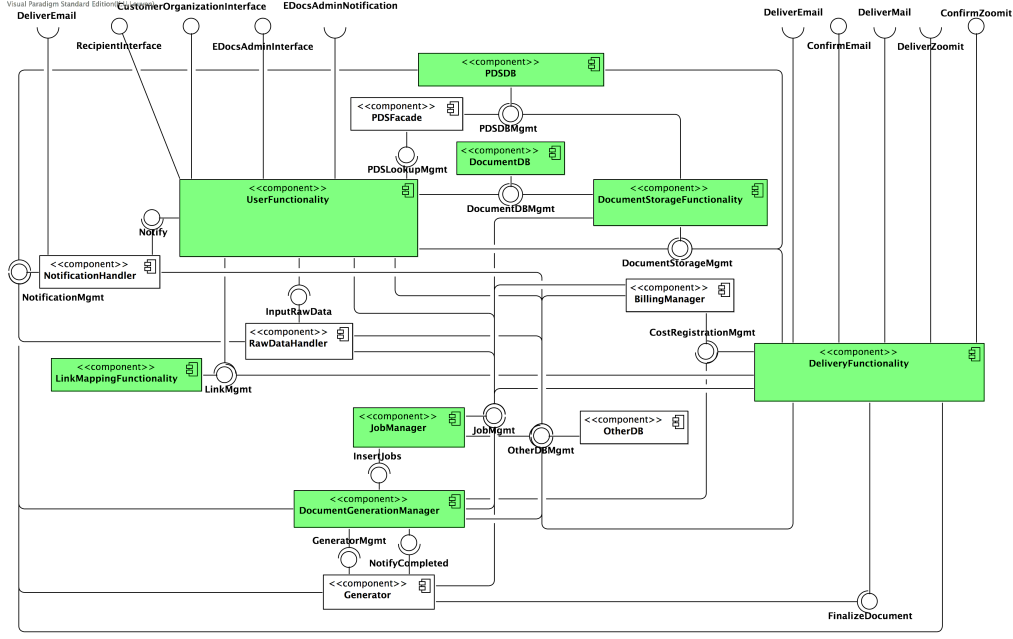 Visual Paradigm Standard Edition
CustomerOrganizationInterface
EDocsAdminNotification
DeliverEmail
RecipientInterface
EDocsAdminInterface
DeliverEmail
DeliverMail
ConfirmZoomit
ConfirmEmail
DeliverZoomit
<<component>>
PDSDB
<<component>>
PDSFacade
PDSDBMgmt
<<component>>
DocumentDB
PDSLookupMgmt
<<component>>
UserFunctionality
<<component>>
DocumentStorageFunctionality
DocumentDBMgmt
Notify
<<component>>
NotificationHandler
DocumentStorageMgmt
NotificationMgmt
<<component>>
BillingManager
InputRawData
<<component>>
RawDataHandler
CostRegistrationMgmt
<<component>>
DeliveryFunctionality
<<component>>
LinkMappingFunctionality
LinkMgmt
<<component>>
JobManager
JobMgmt
<<component>>
OtherDB
OtherDBMgmt
InsertJobs
<<component>>
DocumentGenerationManager
GeneratorMgmt
NotifyCompleted
<<component>>
Generator
FinalizeDocument